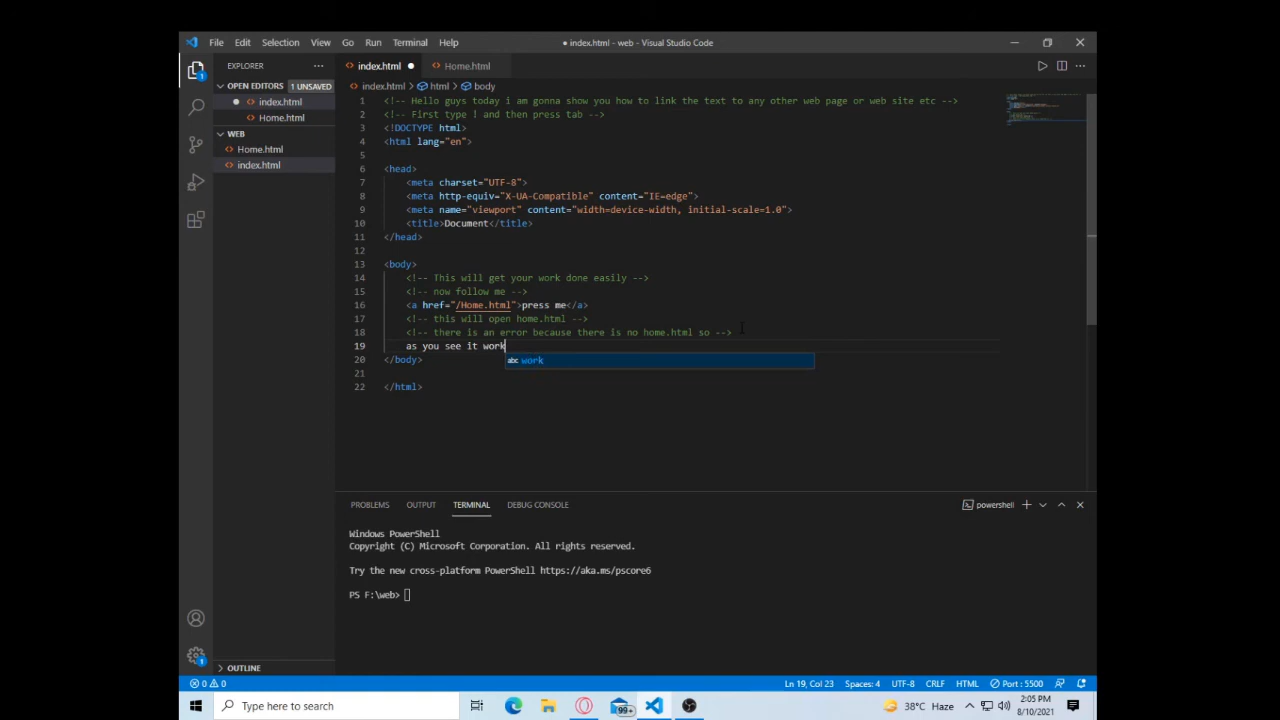 File Edit Selection View Go Run Terminal Help
● index.html - web - Visual Studio Code
EXPLORER
index.html ●
Home.html
OPEN EDITORS 1 UNSAVED
index.html > html > body
● index.html
Home.html
WEB
Home.html
index.html
1 <!-- Hello guys today i am gonna show you how to link the text to any other web page or web site etc -->
2 <!-- First type ! and then press tab -->
3 <!DOCTYPE html>
4 <html lang="en">
5
6 <head>
7 <meta charset="UTF-8">
8 <meta http-equiv="X-UA-Compatible" content="IE=edge">
9 <meta name="viewport" content="width=device-width, initial-scale=1.0">
10 <title>Document</title>
11 </head>
12
13 <body>
14 <!-- This will get your work done easily -->
15 <!-- now follow me -->
16 <a href="/Home.html">press me</a>
17 <!-- this will open home.html -->
18 <!-- there is an error because there is no home.html so -->
19 as you see it work
abc work
20 </body>
21
22 </html>
PROBLEMS OUTPUT TERMINAL DEBUG CONSOLE
powershell
Windows PowerShell
Copyright (C) Microsoft Corporation. All rights reserved.
Try the new cross-platform PowerShell https://aka.ms/pscore6
PS F:\web>
OUTLINE
1
1
0 0
Ln 19, Col 23 Spaces: 4 UTF-8 CRLF HTML Port : 5500
Type here to search
99+
38°C Haze
2:05 PM
8/10/2021